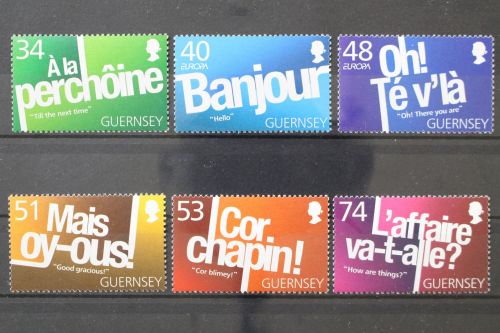 34
À la
perchôine
"Till the next time"
GUERNSEY
40
EUROPA
Banjour
"Hello"
GUERNSEY
48
EUROPA
Oh!
Té v'là
"Oh! There you are"
GUERNSEY
51
Mais
oy-ous!
"Good gracious!"
GUERNSEY
53
Cor
chapin!
"Cor blimey!"
GUERNSEY
74
L'affaire
va-t-alle?
"How are things?"
GUERNSEY